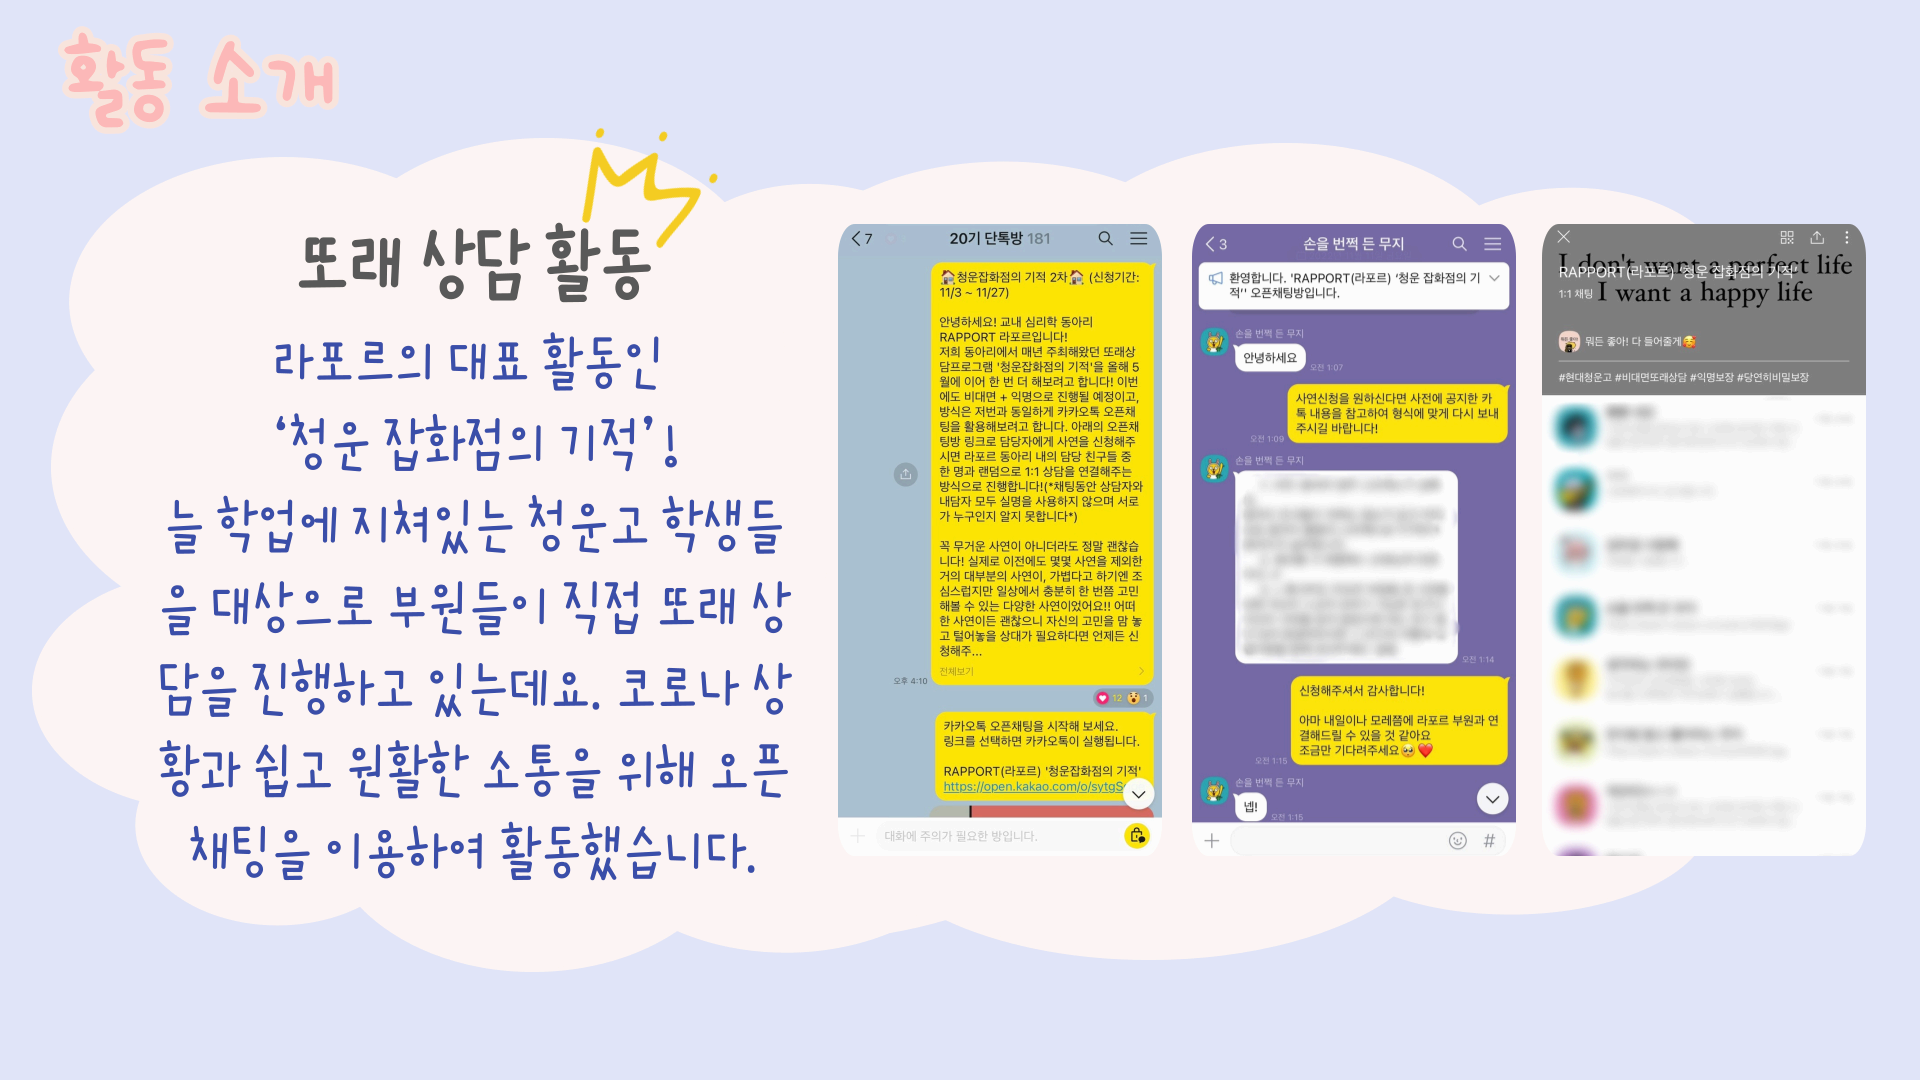 활동 소개
또래 상담 활동
라포르의 대표 활동인
‘청운 잡화점의 기적’!
늘 학업에 지쳐있는 청운고 학생들
을 대상으로 부원들이 직접 또래 상
담을 진행하고 있는데요. 코로나 상
황과 쉽고 원활한 소통을 위해 오픈
채팅을 이용하여 활동했습니다.
7
20기 단톡방 181
🏠청운잡화점의 기적 2차🏠 (신청기간:
11/3 ~ 11/27)
안녕하세요! 교내 심리학 동아리
RAPPORT 라포르입니다!
저희 동아리에서 매년 주최해왔던 또래상
담프로그램 '청운잡화점의 기적'을 올해 5
월에 이어 한 번 더 해보려고 합니다! 이번
에도 비대면 + 익명으로 진행될 예정이고,
방식은 저번과 동일하게 카카오톡 오픈채
팅을 활용해보려고 합니다. 아래의 오픈채
팅방 링크로 담당자에게 사연을 신청해주
시면 라포르 동아리 내의 담당 친구들 중
한 명과 랜덤으로 1:1 상담을 연결해주는
방식으로 진행합니다!(*채팅동안 상담자와
내담자 모두 실명을 사용하지 않으며 서로
가 누구인지 알지 못합니다*)
꼭 무거운 사연이 아니더라도 정말 괜찮습
니다! 실제로 이전에도 몇몇 사연을 제외한
거의 대부분의 사연이, 가볍다고 하기엔 조
심스럽지만 일상에서 충분히 한 번쯤 고민
해볼 수 있는 다양한 사연이었어요!! 어떠
한 사연이든 괜찮으니 자신의 고민을 맘 놓
고 털어놓을 상대가 필요하다면 언제든 신
청해주...
전체보기
오후 4:10
12 1
카카오톡 오픈채팅을 시작해 보세요.
링크를 선택하면 카카오톡이 실행됩니다.
RAPPORT(라포르) '청운잡화점의 기적'
https://open.kakao.com/o/sytgS
대화에 주의가 필요한 방입니다.
3
손을 번쩍 든 무지
환영합니다. 'RAPPORT(라포르) ‘청운 잡화점의 기
적’' 오픈채팅방입니다.
손을 번쩍 든 무지
안녕하세요
오전 1:07
사연신청을 원하신다면 사전에 공지한 카
톡 내용을 참고하여 형식에 맞게 다시 보내
주시길 바랍니다!
오전 1:09
손을 번쩍 든 무지
오전 1:14
신청해주셔서 감사합니다!
아마 내일이나 모레쯤에 라포르 부원과 연
결해드릴 수 있을 것 같아요
조금만 기다려주세요🥺❤️
오전 1:15
손을 번쩍 든 무지
넵!
오전 1:15
#
I don't want a perfect life
RAPPORT(라포르) ‘청운 잡화점의 기적’
1:1 채팅
I want a happy life
뭐든 좋아! 다 들어줄게🥰
#현대청운고 #비대면또래상담 #익명보장 #당연히비밀보장